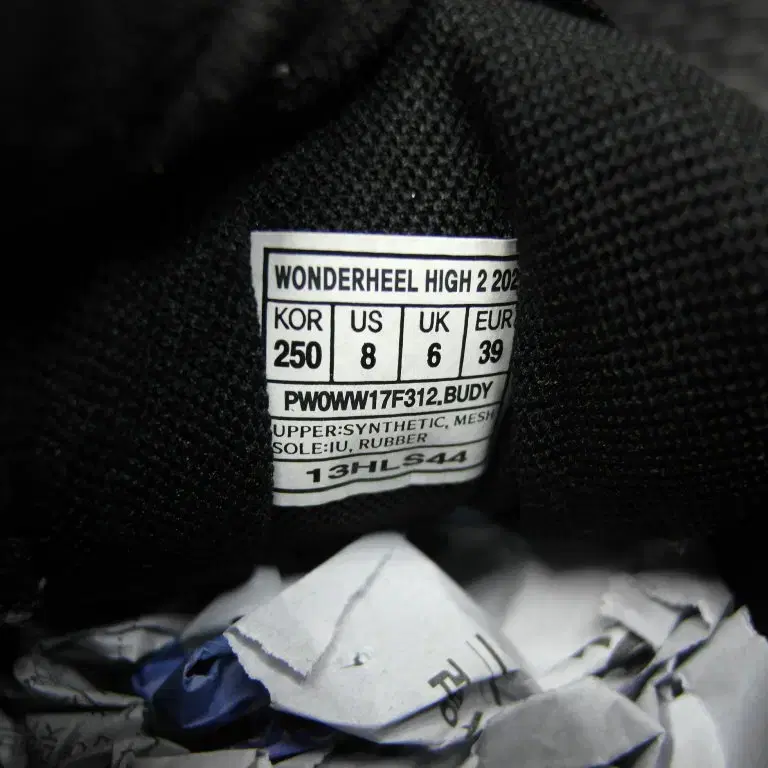 WONDERHEEL HIGH 2 202
KOR US UK EUR
250 8 6 39
PWOWW17F312.BUDY
UPPER:SYNTHETIC, MESH
SOLE:IU, RUBBER
13HLS44